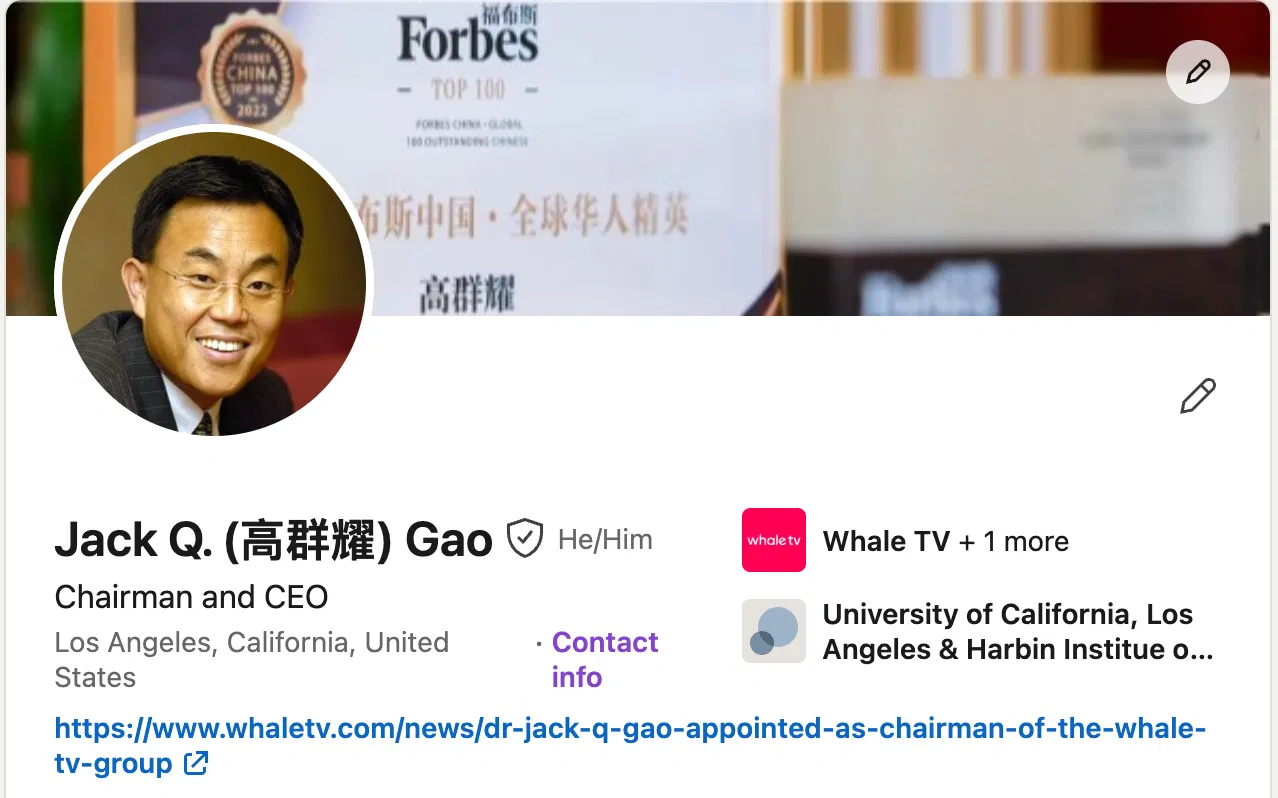 福布斯
Forbes
TOP 100
FORBES CHINA · GLOBAL
100 OUTSTANDING CHINESE
FORBES
CHINA
TOP 100
2022
布斯中国·全球华人精英
高群耀
Forbes
Jack Q. (高群耀) Gao He/Him
Chairman and CEO
Los Angeles, California, United
States
· Contact
info
whale tv
Whale TV + 1 more
University of California, Los
Angeles & Harbin Institue o...
https://www.whaletv.com/news/dr-jack-q-gao-appointed-as-chairman-of-the-whale-
tv-group